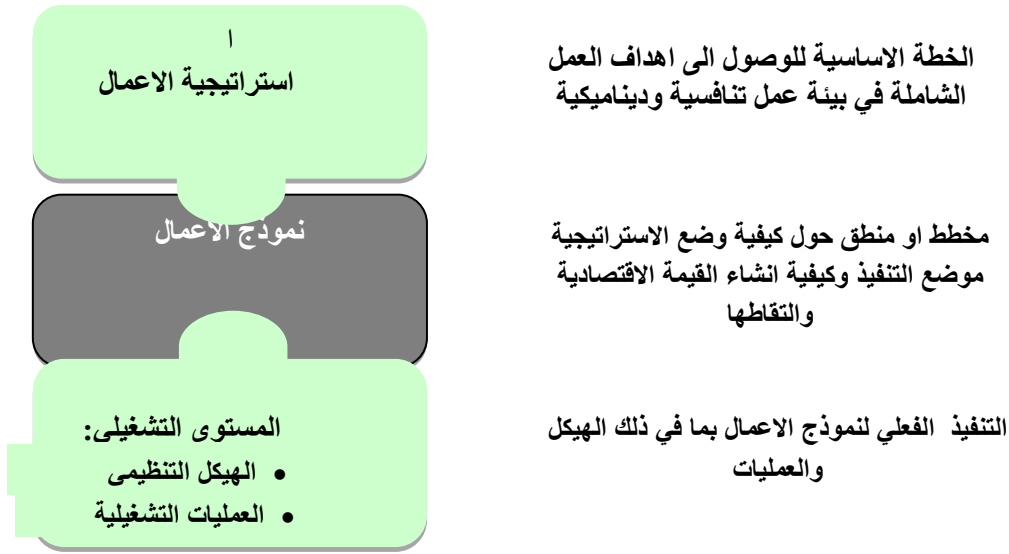 ا
استراتيجية الاعمال
الخطة الاساسية للوصول الى اهداف العمل
الشاملة في بيئة عمل تنافسية وديناميكية
نموذج الاعمال
مخطط او منطق حول كيفية وضع الاستراتيجية
موضع التنفيذ وكيفية انشاء القيمة الاقتصادية
والتقاطها
المستوى التشغيلى:
• الهيكل التنظيمى
• العمليات التشغيلية
التنفيذ الفعلي لنموذج الاعمال بما في ذلك الهيكل
والعمليات